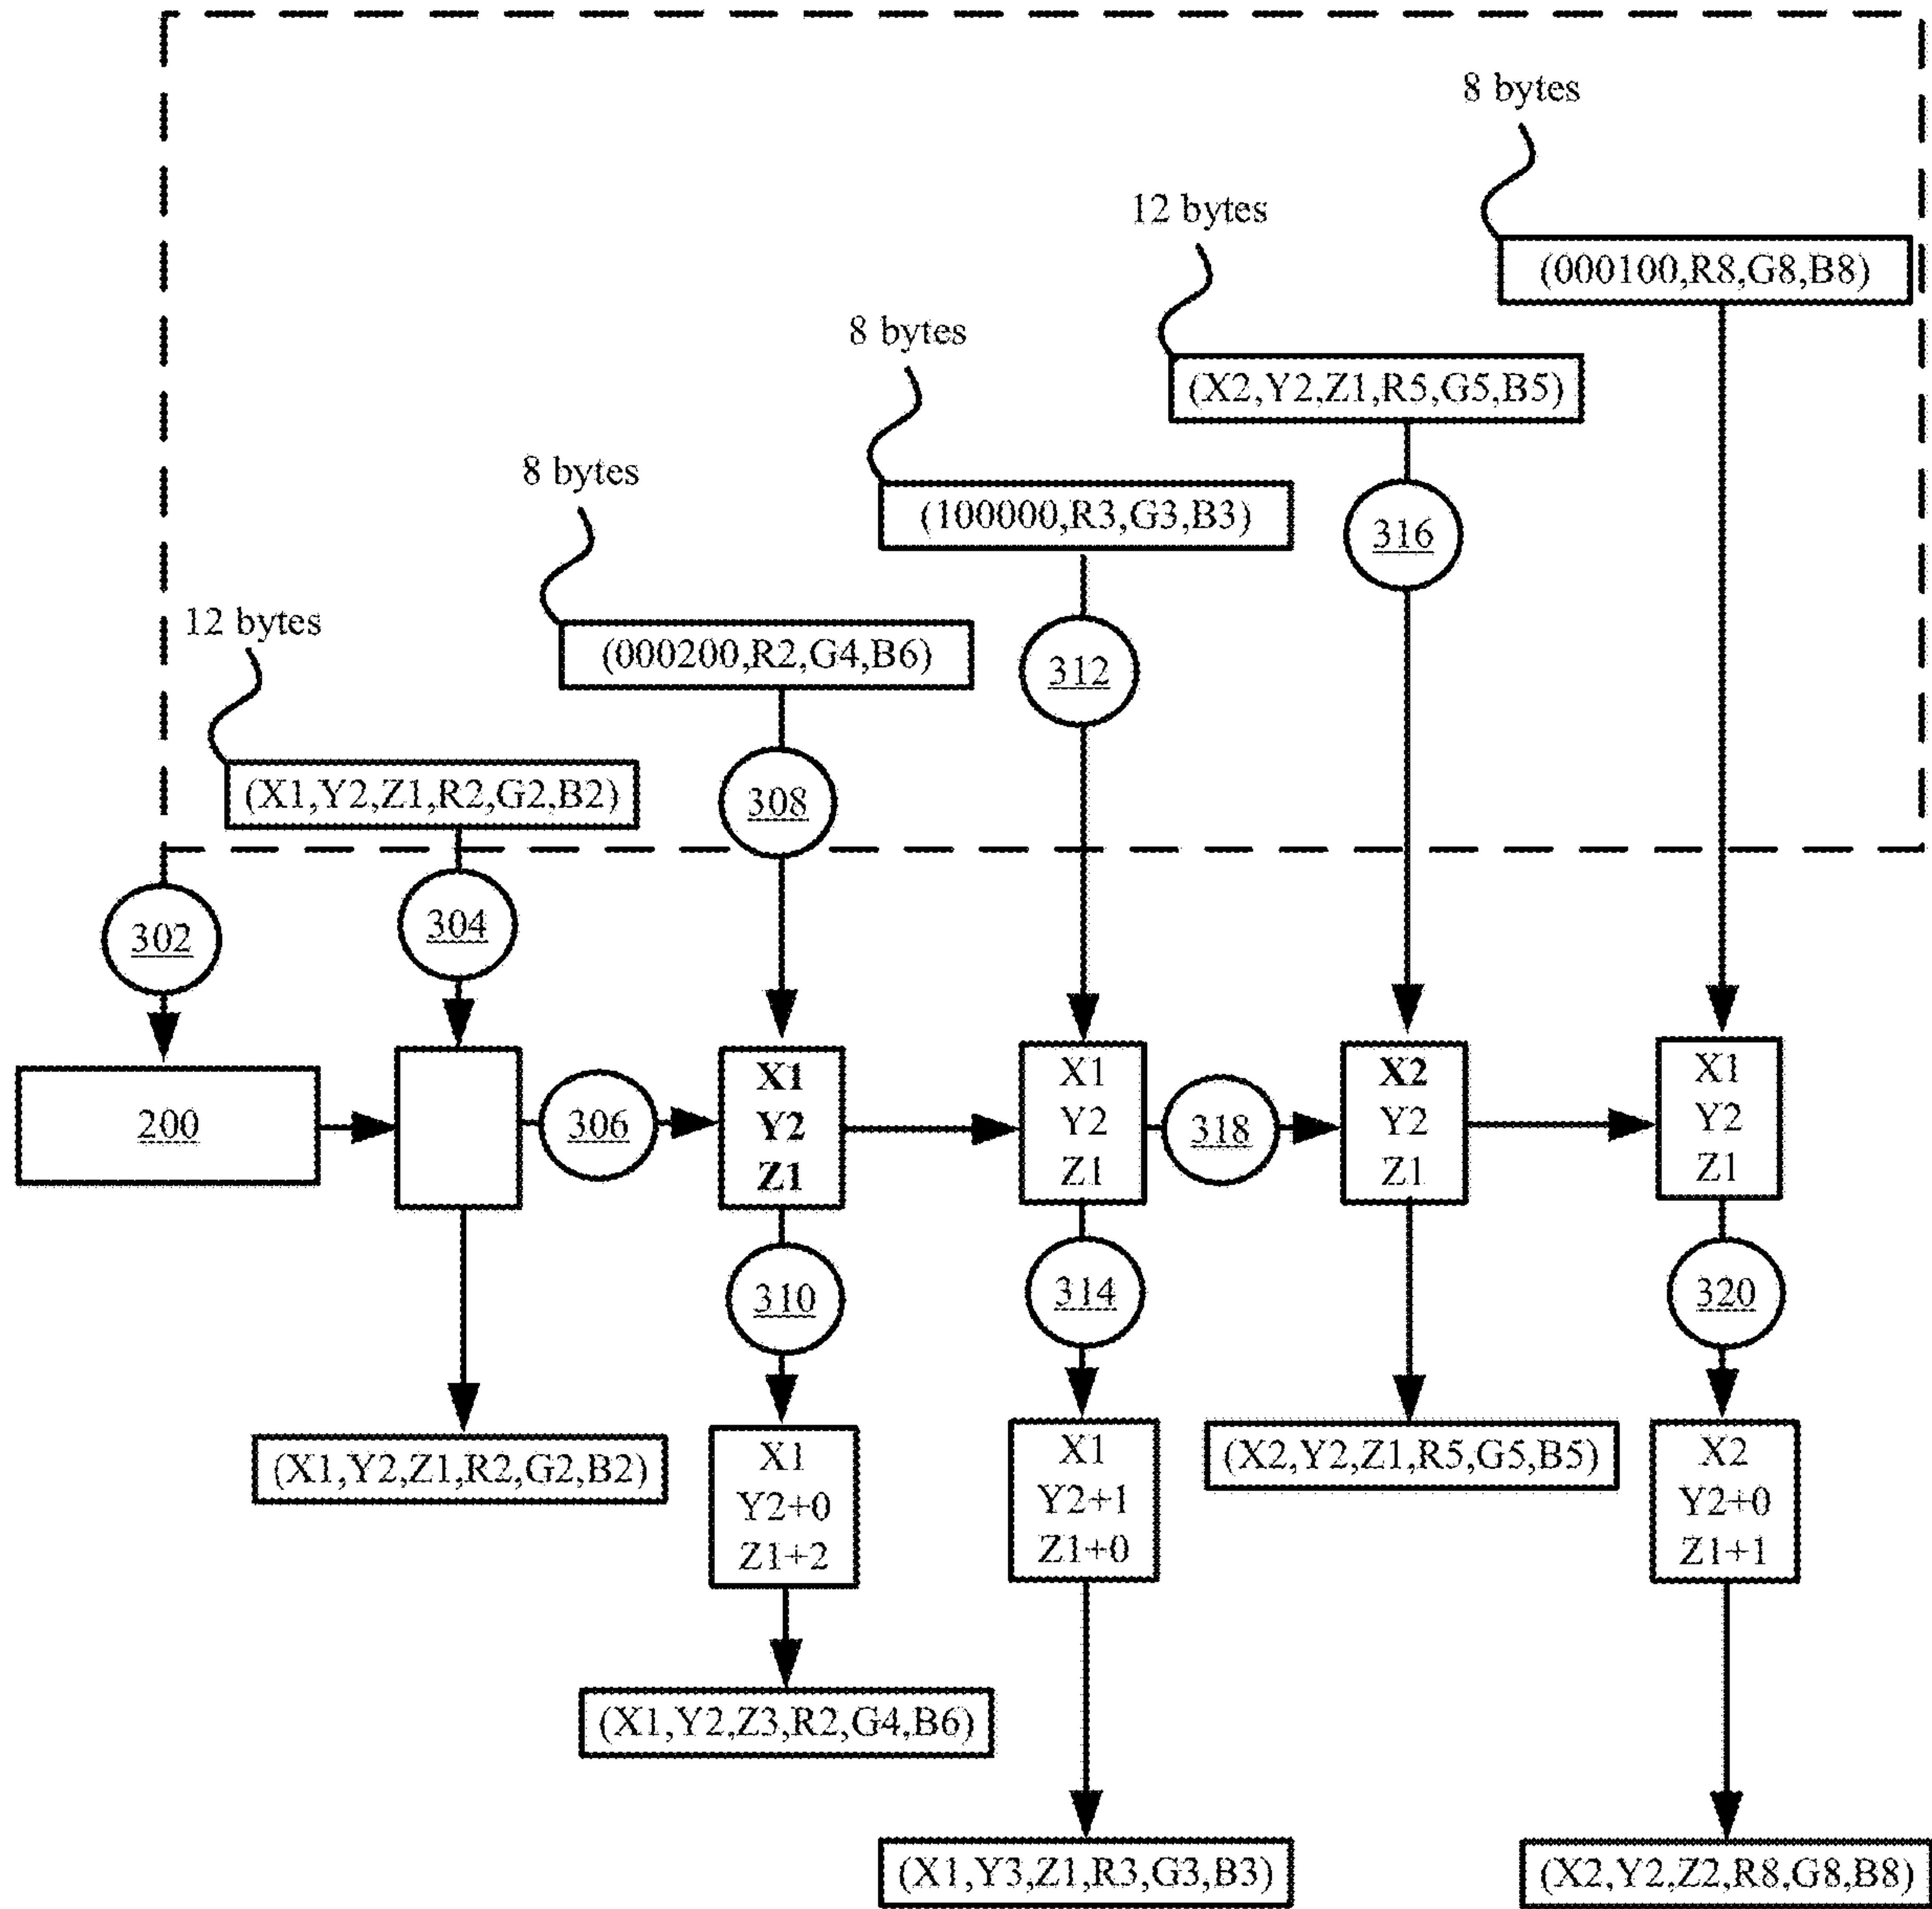 8 bytes
12 bytes
(000100,R8,G8,B8)
8 bytes
(X2,Y2,Z1,R5,G5,B5)
8 bytes
(100000,R3,G3,B3)
316
12 bytes
(000200,R2,G4,B6)
312
(X1,Y2,Z1,R2,G2,B2)
308
302
304
200
306
X1
Y2
Z1
X1
Y2
Z1
318
X2
Y2
Z1
X1
Y2
Z1
310
314
320
(X1,Y2,Z1,R2,G2,B2)
X1
Y2+0
Z1+2
X1
Y2+1
Z1+0
(X2,Y2,Z1,R5,G5,B5)
X2
Y2+0
Z1+1
(X1,Y2,Z3,R2,G4,B6)
(X1,Y3,Z1,R3,G3,B3)
(X2,Y2,Z2,R8,G8,B8)